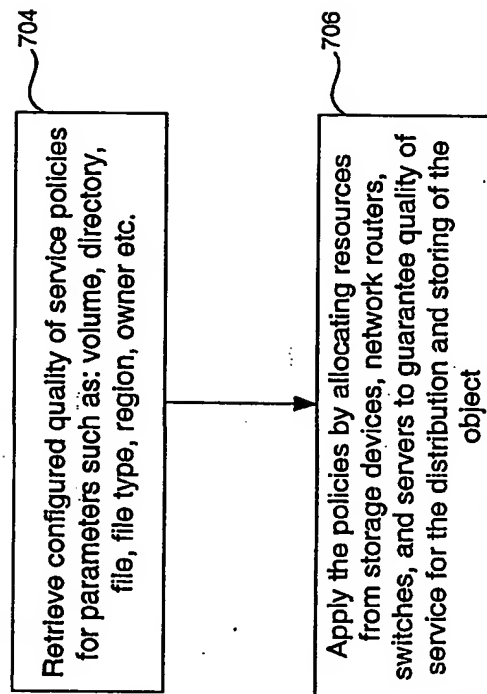 704
Retrieve configured quality of service policies
for parameters such as: volume, directory,
file, file type, region, owner etc.
706
Apply the policies by allocating resources
from storage devices, network routers,
switches, and servers to guarantee quality of
service for the distribution and storing of the
object